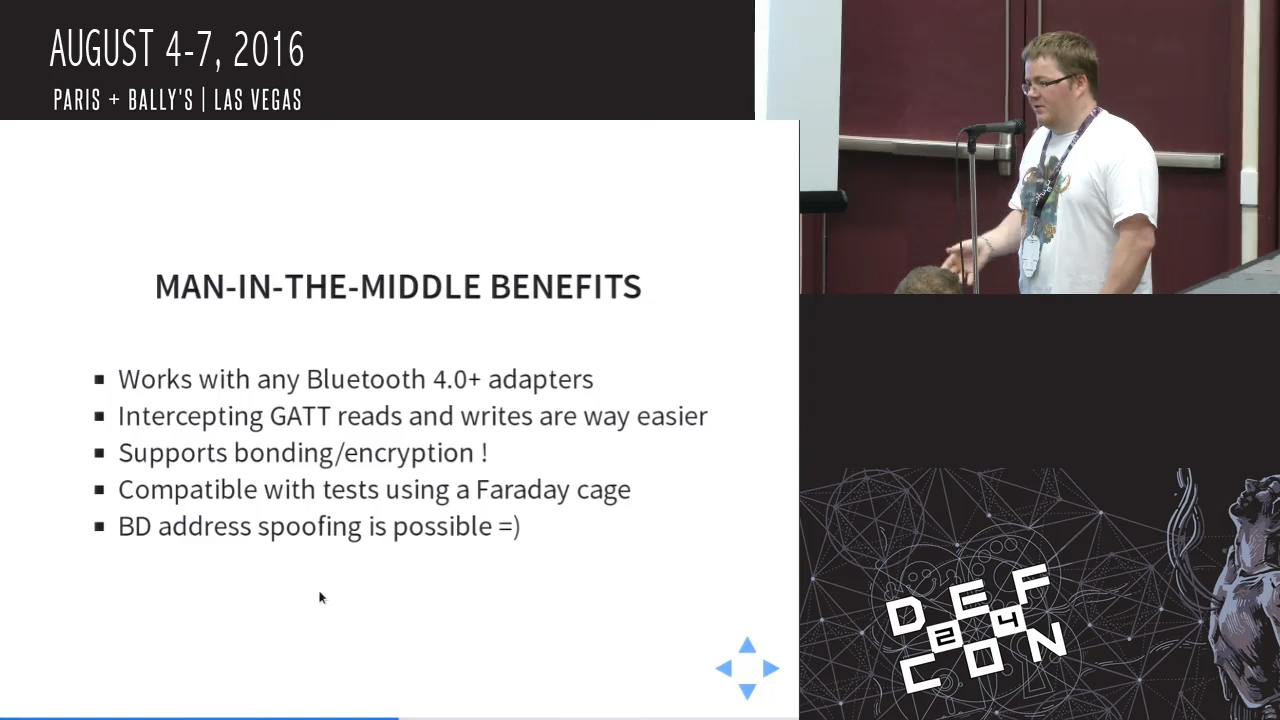 AUGUST 4-7, 2016
PARIS + BALLY'S | LAS VEGAS
MAN-IN-THE-MIDDLE BENEFITS
Works with any Bluetooth 4.0+ adapters
Intercepting GATT reads and writes are way easier
Supports bonding/encryption !
Compatible with tests using a Faraday cage
BD address spoofing is possible =)
DEF
24
CON